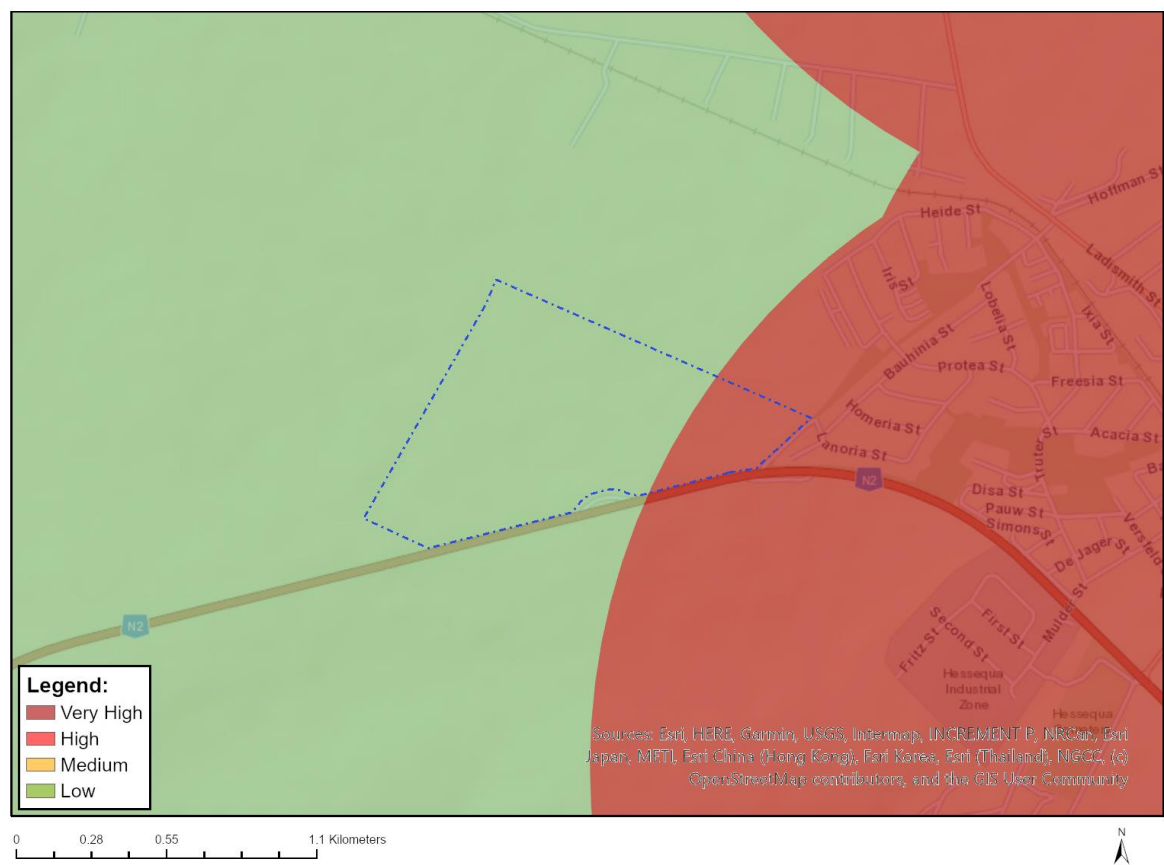 Hoffman St
Heide St
Ladismith St
Iris St
Lobelia St
Ixia St
Bauhinia St
Protea St
Freesia St
Homeria St
Acacia St
Lanoria St
Truter St
Ba
N2
Disa St
Pauw St
Simons St
Versfeld
De Jager St
N2
Mulder St
First St
Second St
Fritz St
Hessequa
Industrial
Zone
Hessequa
Legend:
Very High
High
Medium
Low
Sources: Esri, HERE, Garmin, USGS, Intermap, INCREMENT P, NRCan, Esri
Japan, METI, Esri China (Hong Kong), Esri Korea, Esri (Thailand), NGCC, (c)
OpenStreetMap contributors, and the GIS User Community
0 0.28 0.55 1.1 Kilometers
N